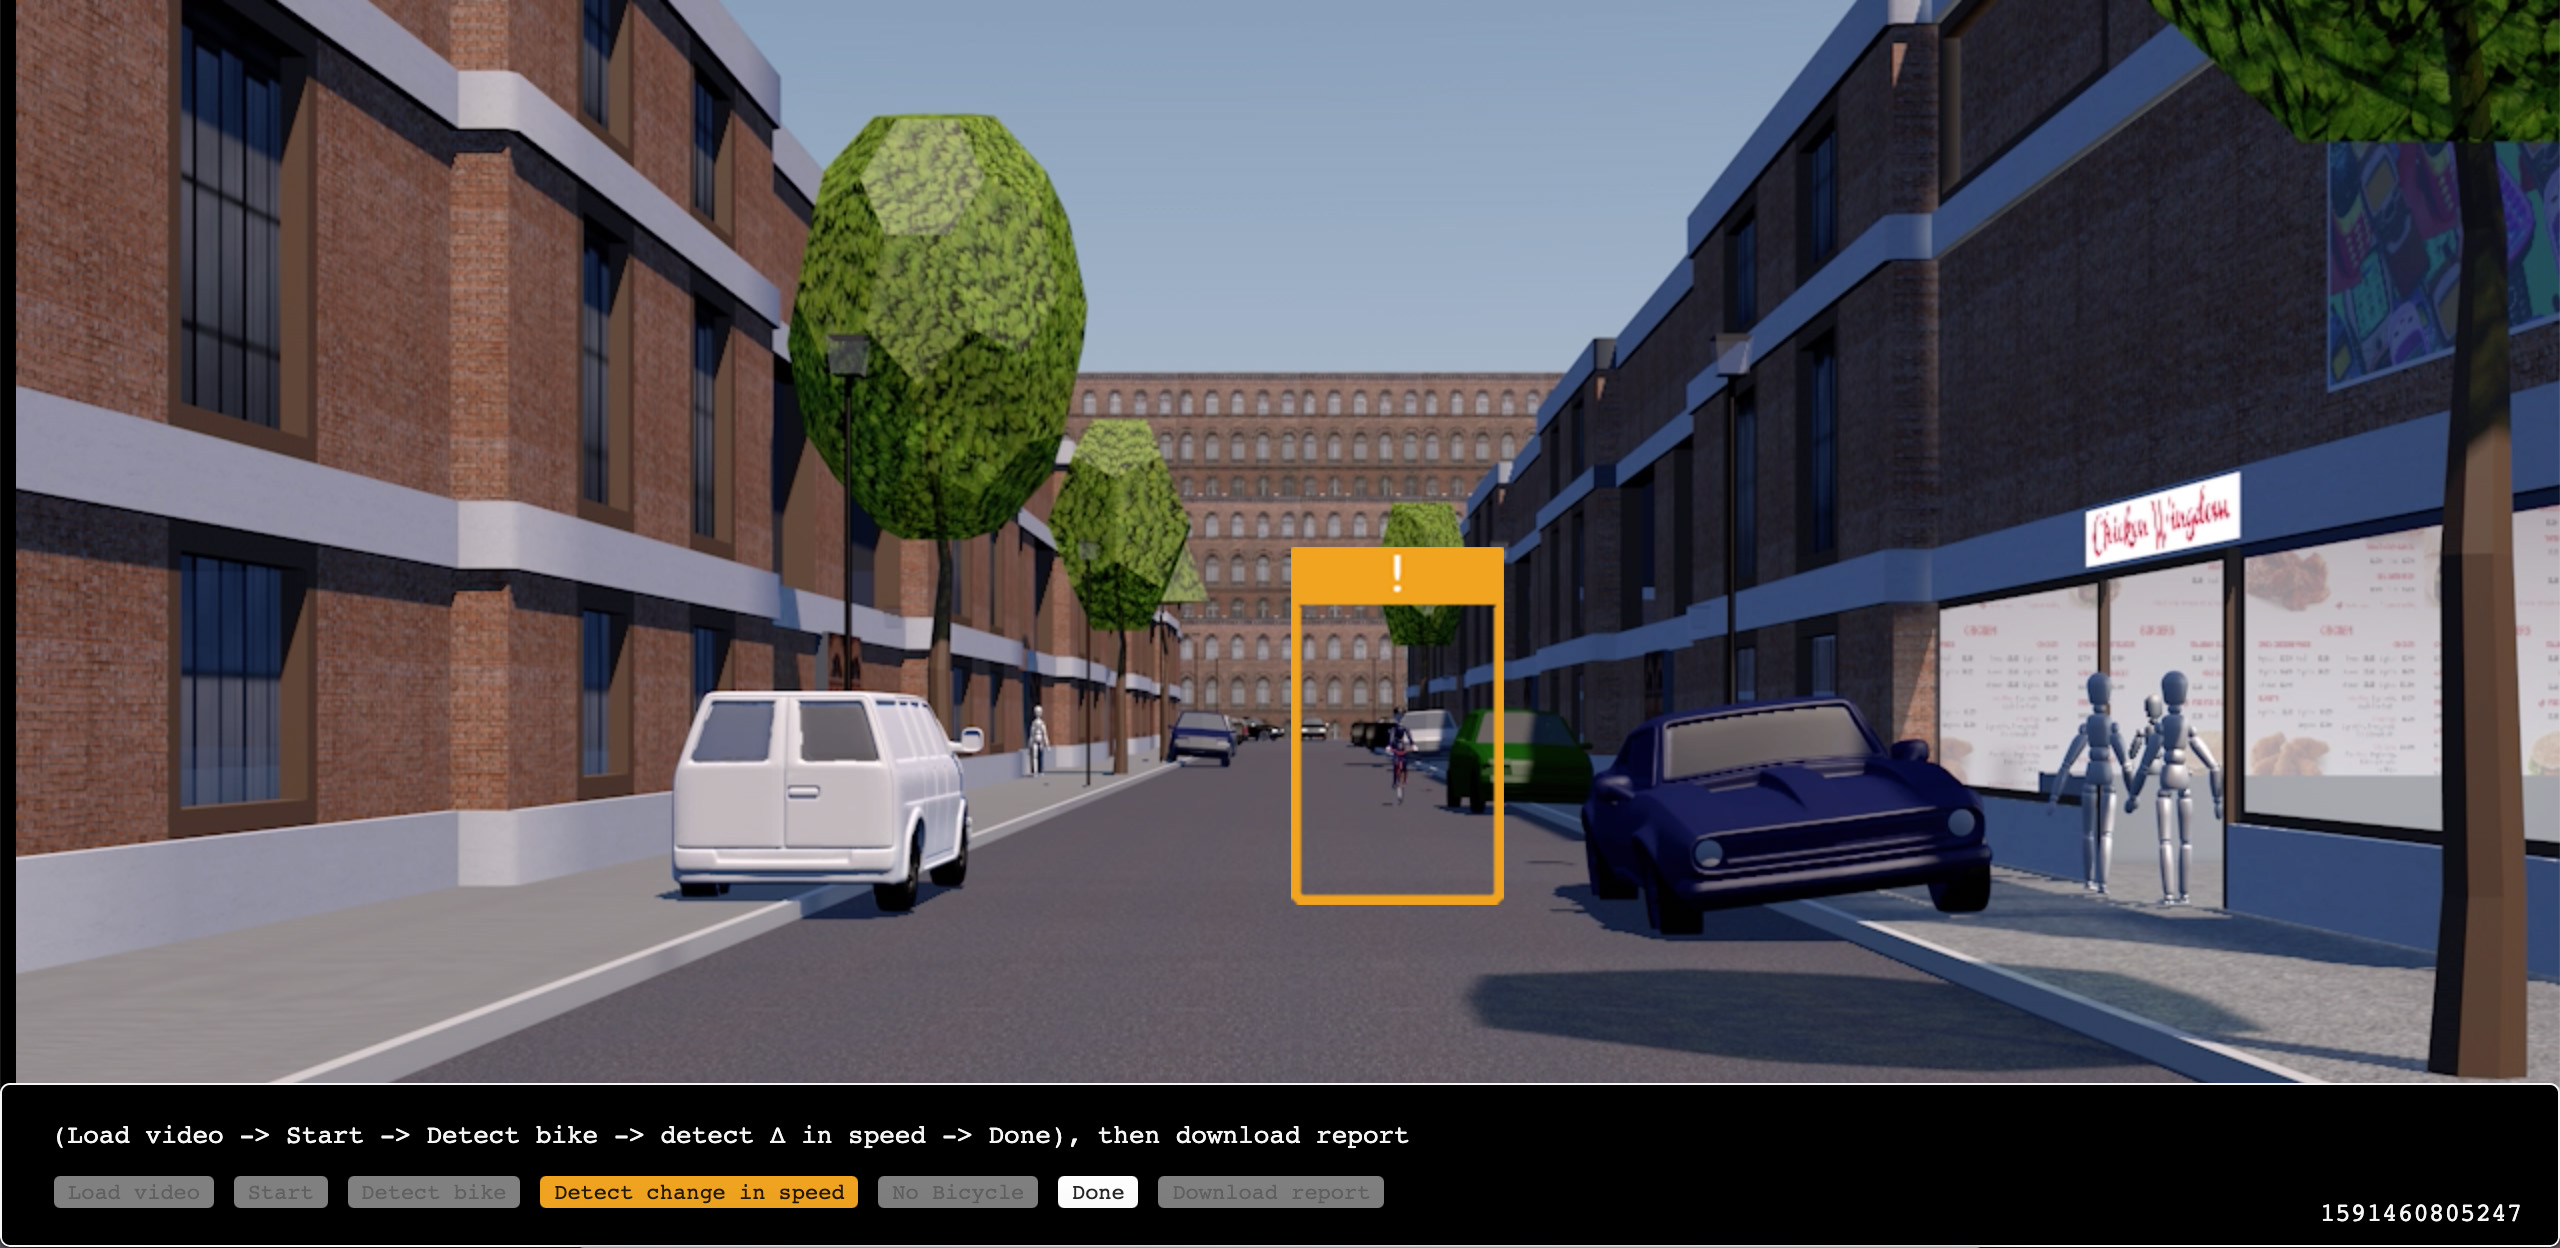 !
Chicken Wingdom
(Load video -> Start -> Detect bike -> detect Δ in speed -> Done), then download report
Load video Start Detect bike Detect change in speed No Bicycle Done Download report
1591460805247